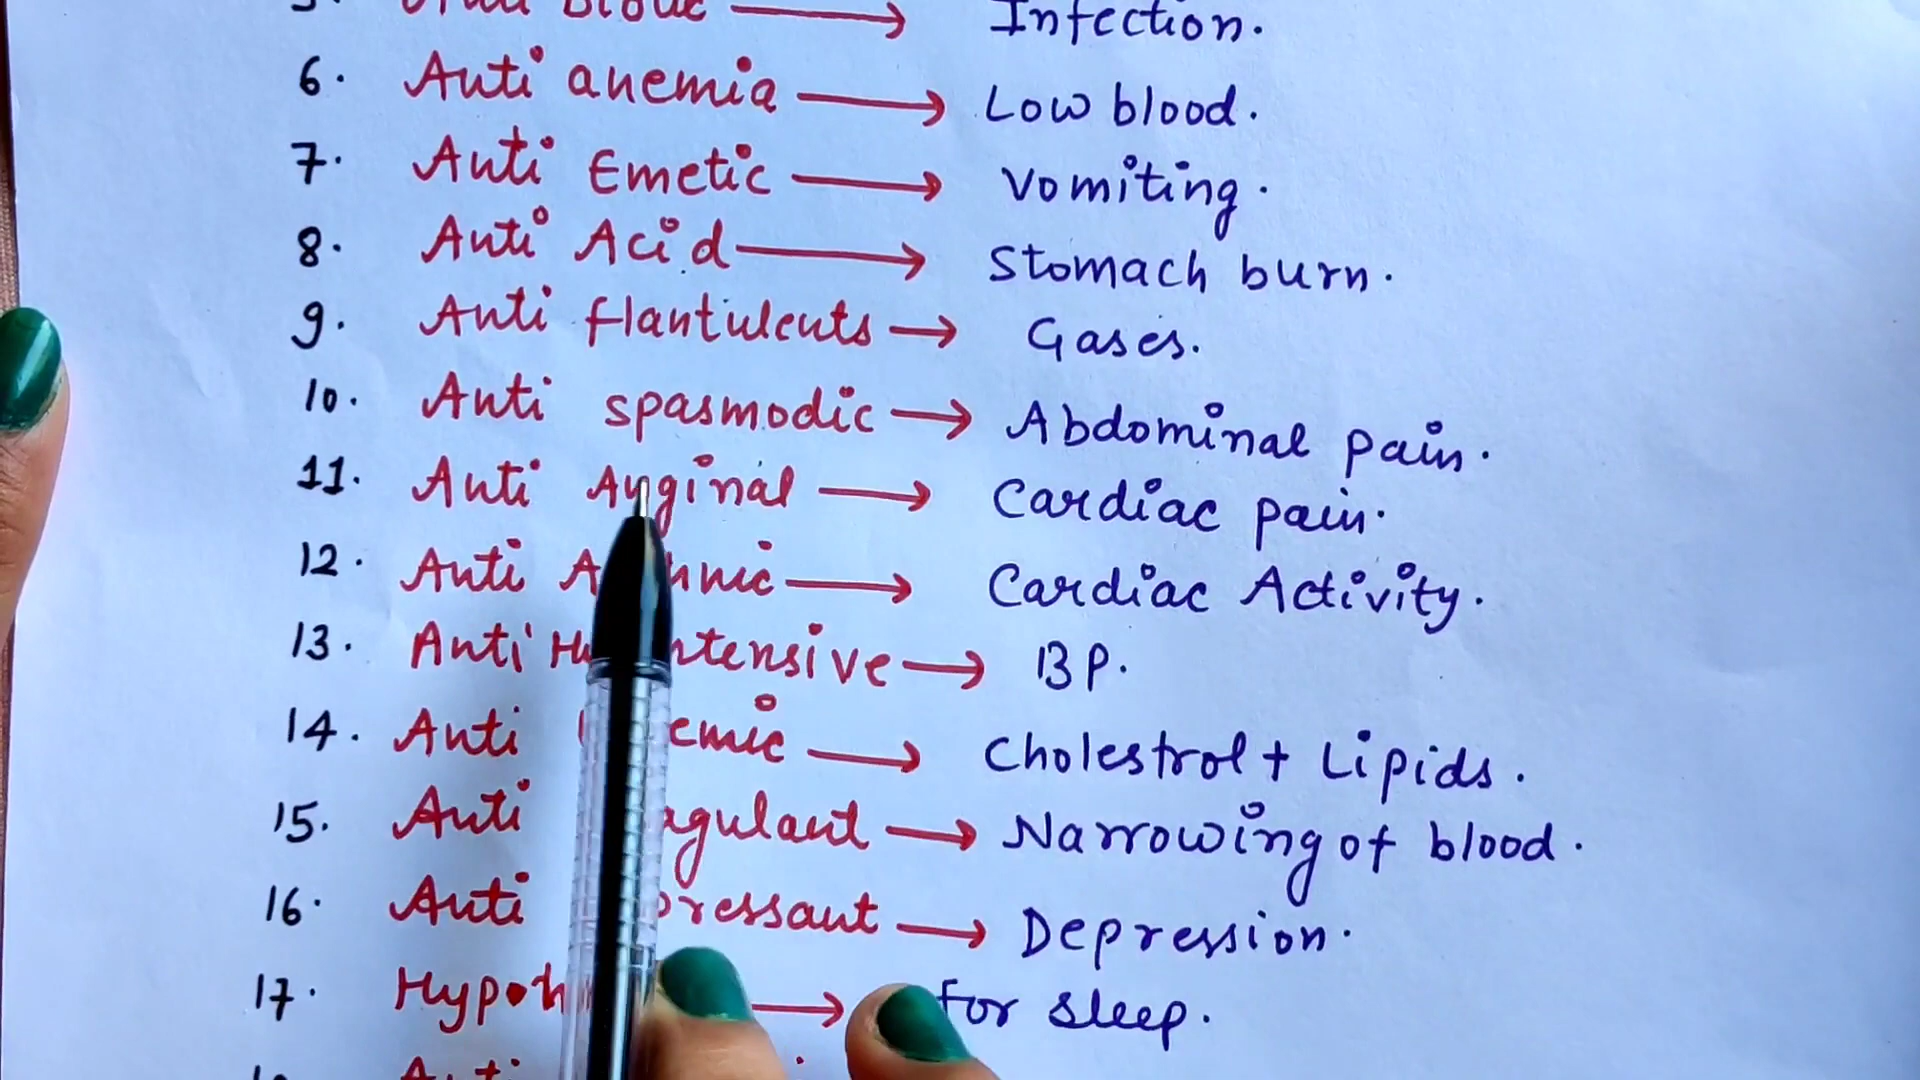 Infection.
6. Anti anemia → Low blood.
7. Anti Emetic → Vomiting.
8. Anti Acid → Stomach burn.
9. Anti flantulents → Gases.
10. Anti spasmodic → Abdominal pain.
11. Anti Anginal → Cardiac pain.
12. Anti → Cardiac Activity.
13. Anti → BP.
14. Anti → Cholestrol + Lipids.
15. Anti → Narrowing of blood.
16. Anti → Depression.
17. → for sleep.